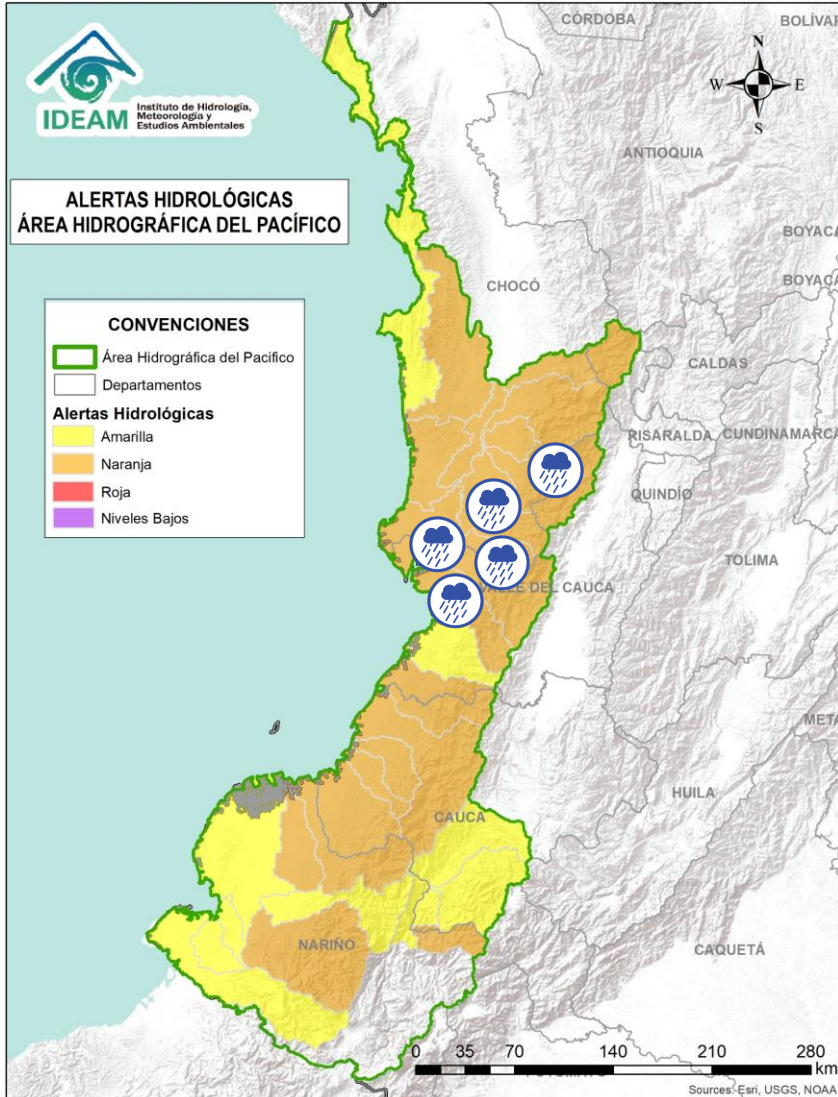 CÓRDOBA
BOLÍVAR
N
W E
S
IDEAM
Instituto de Hidrología,
Meteorología y
Estudios Ambientales
ANTIOQUIA
ALERTAS HIDROLÓGICAS
ÁREA HIDROGRÁFICA DEL PACÍFICO
BOYACÁ
BOYACÁ
CHOCÓ
CONVENCIONES
Área Hidrográfica del Pacifico
Departamentos
Alertas Hidrológicas
Amarilla
Naranja
Roja
Niveles Bajos
CALDAS
RISARALDA
CUNDINAMARCA
QUINDÍO
TOLIMA
VALLE DEL CAUCA
META
HUILA
CAUCA
NARIÑO
CAQUETÁ
0 35 70 140 210 280
km
Sources: Esri, USGS, NOAA